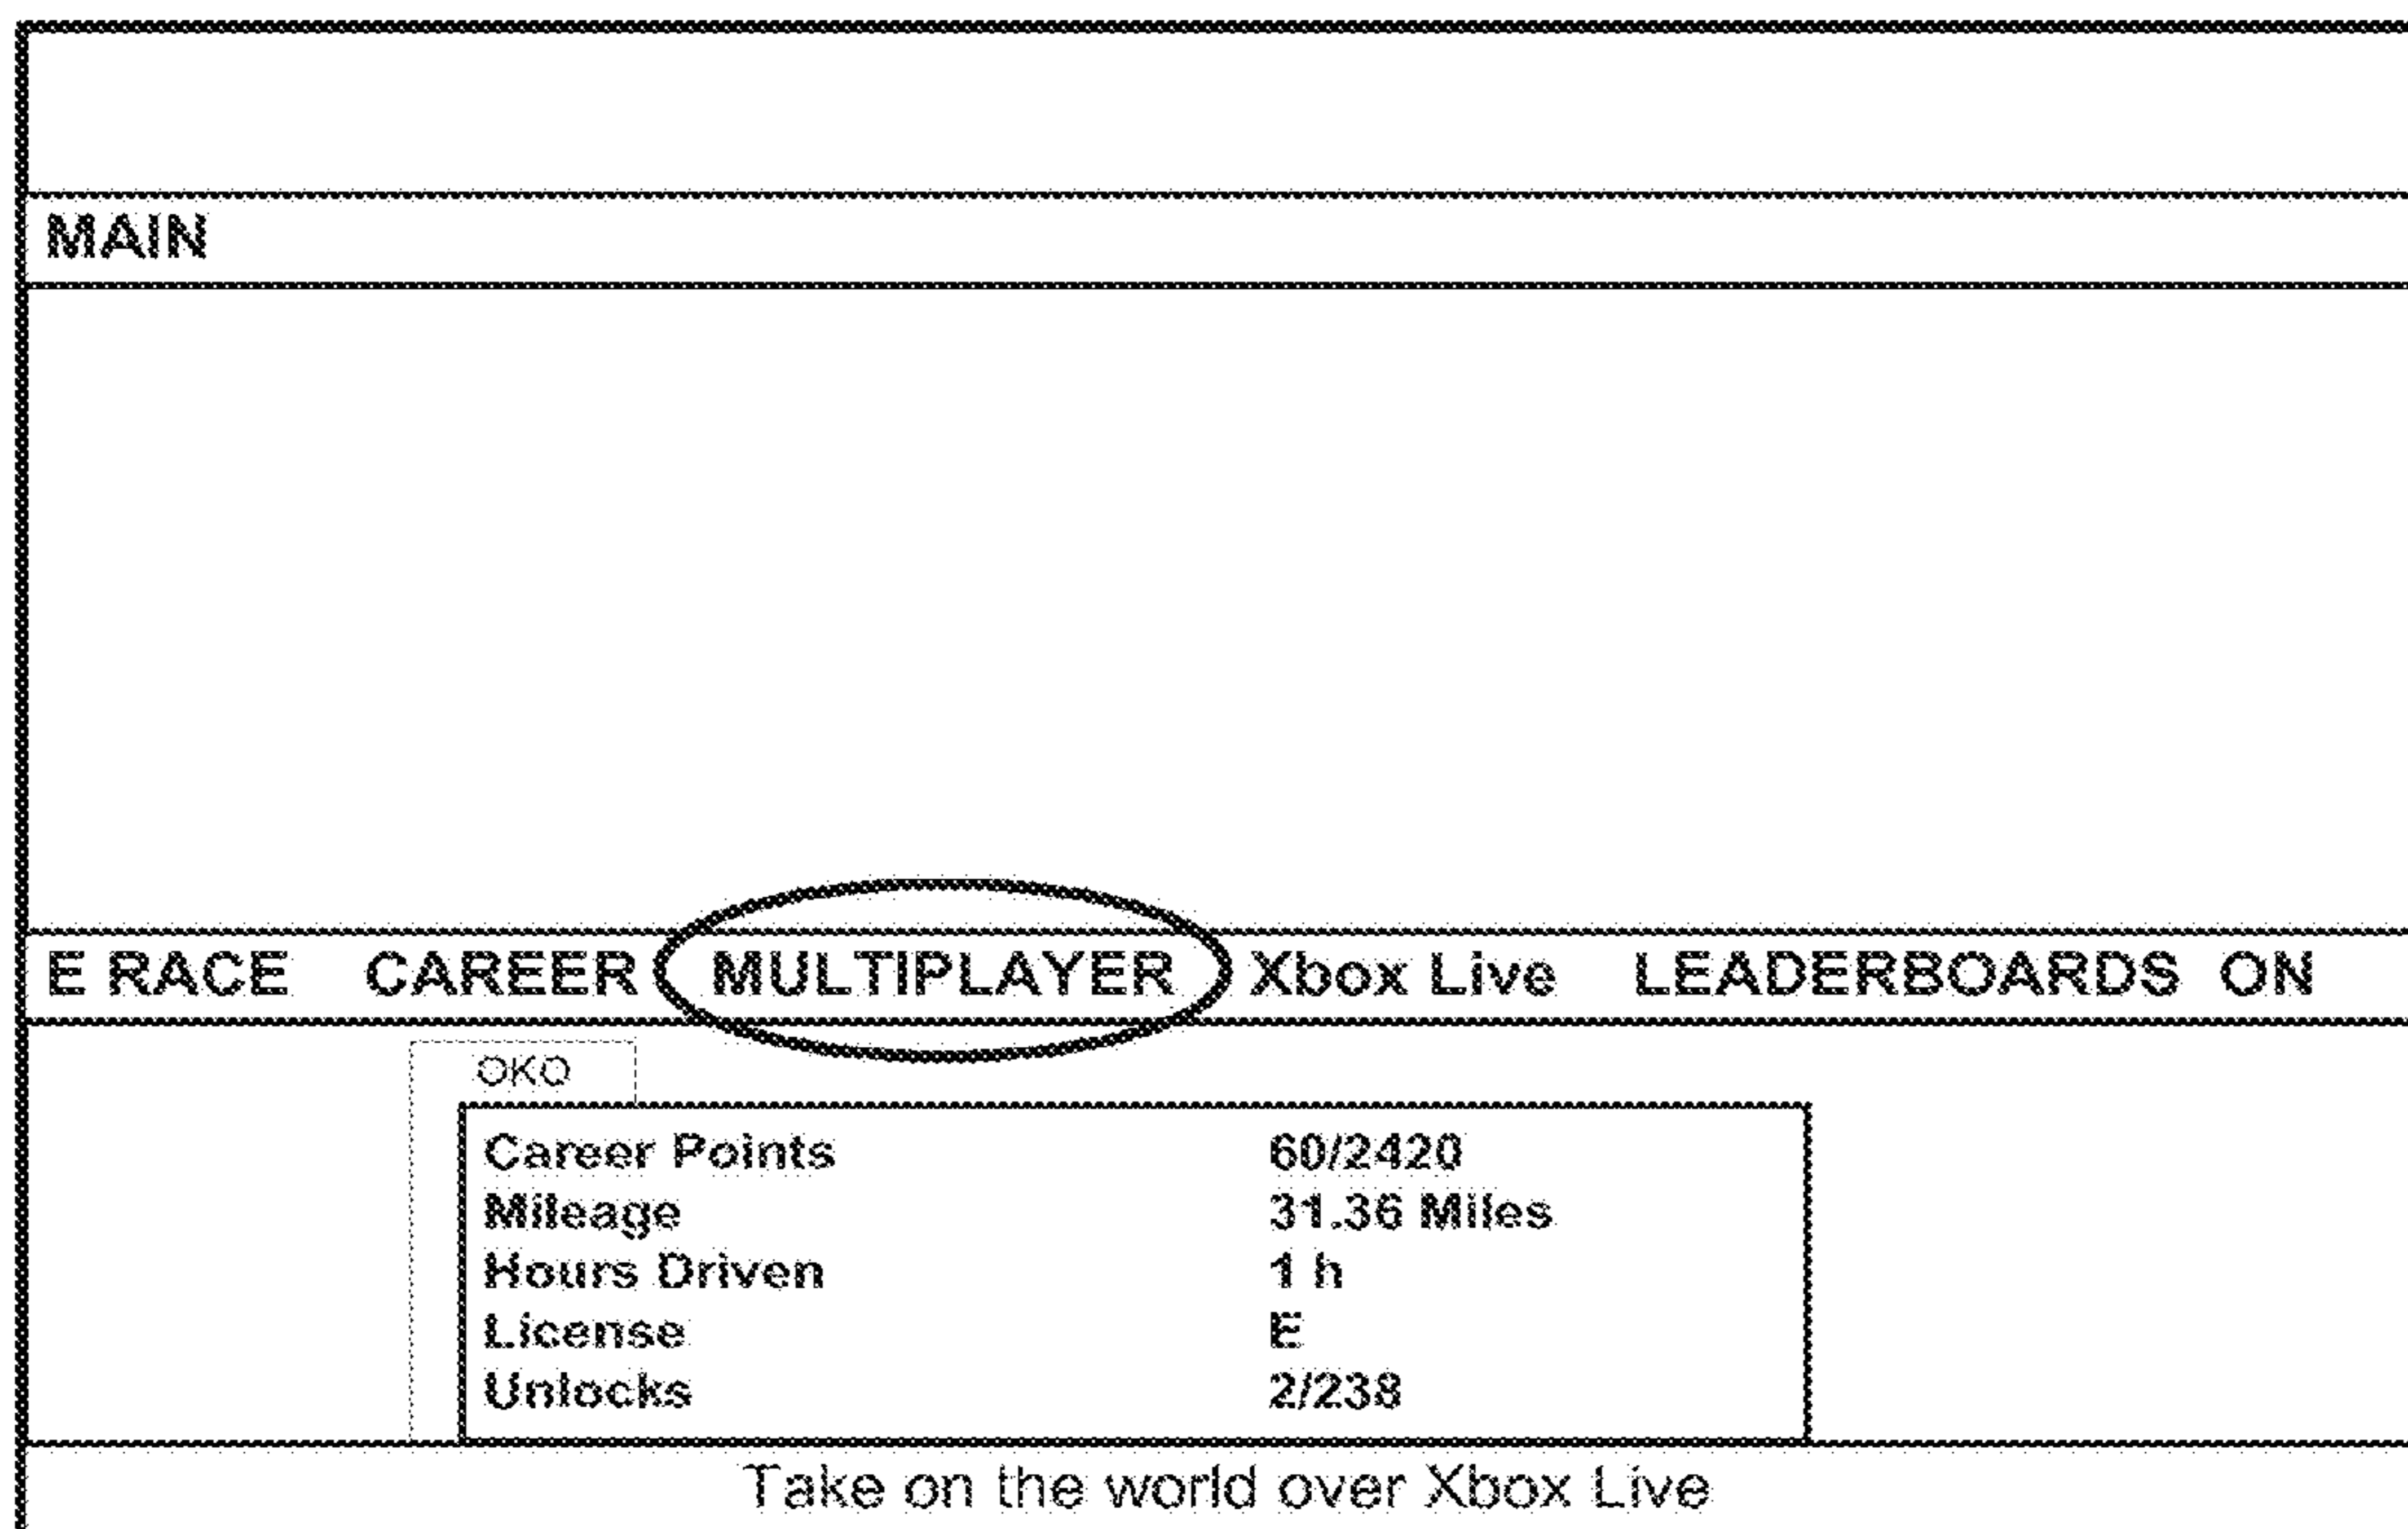 MAIN
E RACE CAREER MULTIPLAYER Xbox Live LEADERBOARDS ON
OKO
Career Points 60/2420
Mileage 31.36 Miles
Hours Driven 1 h
License E
Unlocks 2/238
Take on the world over Xbox Live